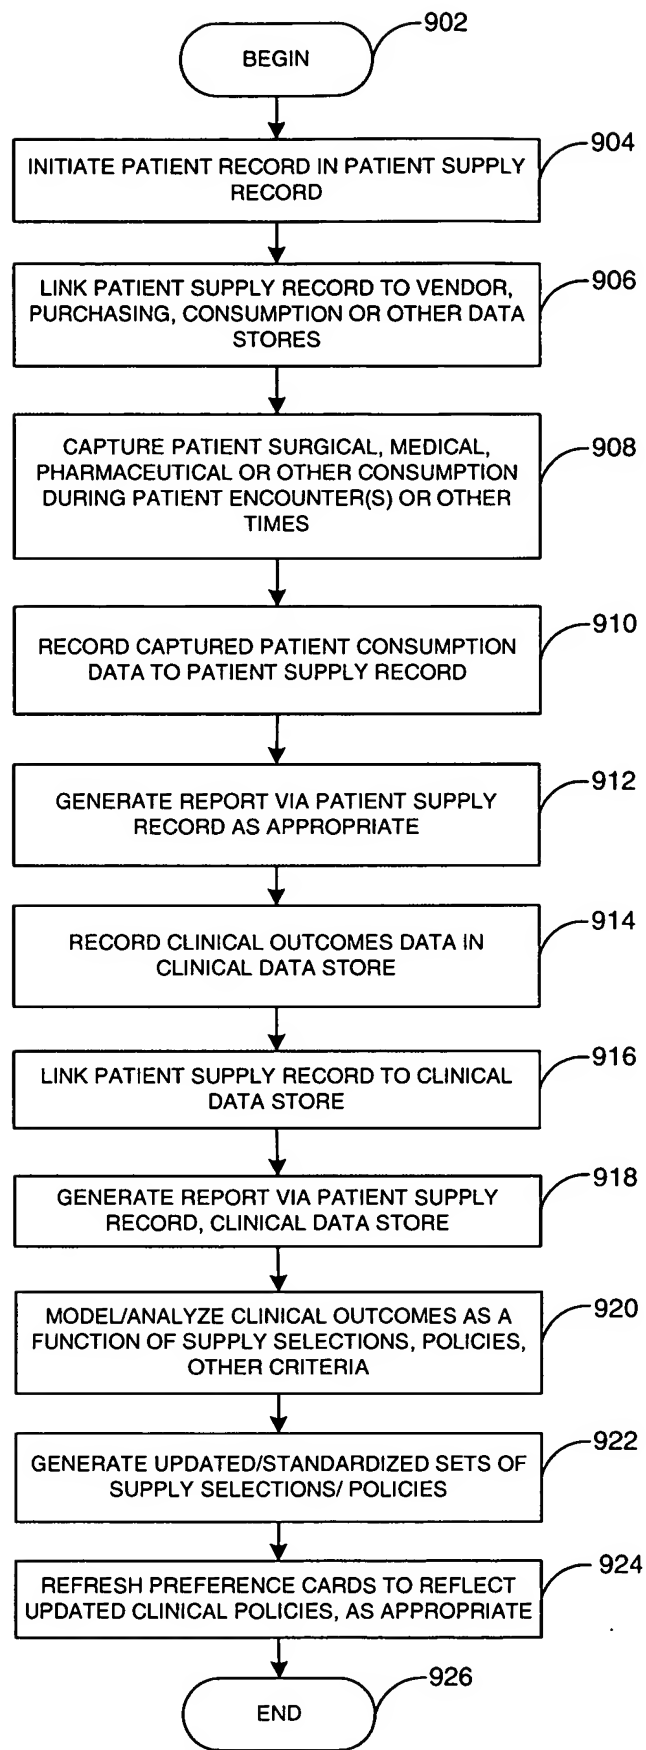 902
BEGIN
904
INITIATE PATIENT RECORD IN PATIENT SUPPLY
RECORD
906
LINK PATIENT SUPPLY RECORD TO VENDOR,
PURCHASING, CONSUMPTION OR OTHER DATA
STORES
908
CAPTURE PATIENT SURGICAL, MEDICAL,
PHARMACEUTICAL OR OTHER CONSUMPTION
DURING PATIENT ENCOUNTER(S) OR OTHER
TIMES
910
RECORD CAPTURED PATIENT CONSUMPTION
DATA TO PATIENT SUPPLY RECORD
912
GENERATE REPORT VIA PATIENT SUPPLY
RECORD AS APPROPRIATE
914
RECORD CLINICAL OUTCOMES DATA IN
CLINICAL DATA STORE
916
LINK PATIENT SUPPLY RECORD TO CLINICAL
DATA STORE
918
GENERATE REPORT VIA PATIENT SUPPLY
RECORD, CLINICAL DATA STORE
920
MODEL/ANALYZE CLINICAL OUTCOMES AS A
FUNCTION OF SUPPLY SELECTIONS, POLICIES,
OTHER CRITERIA
922
GENERATE UPDATED/STANDARDIZED SETS OF
SUPPLY SELECTIONS/ POLICIES
924
REFRESH PREFERENCE CARDS TO REFLECT
UPDATED CLINICAL POLICIES, AS APPROPRIATE
926
END